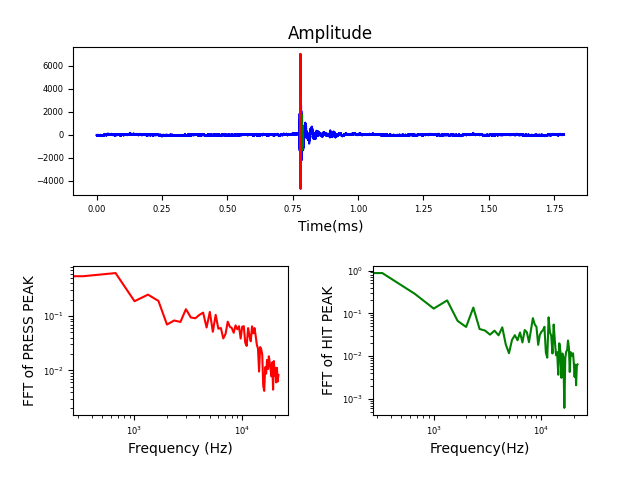 Amplitude
6000
4000
2000
0
−2000
−4000
0.00 0.25 0.50 0.75 1.00 1.25 1.50 1.75
Time(ms)
FFT of PRESS PEAK
10⁻¹
10⁻²
10³ 10⁴
Frequency (Hz)
FFT of HIT PEAK
10⁰
10⁻¹
10⁻²
10⁻³
10³ 10⁴
Frequency(Hz)